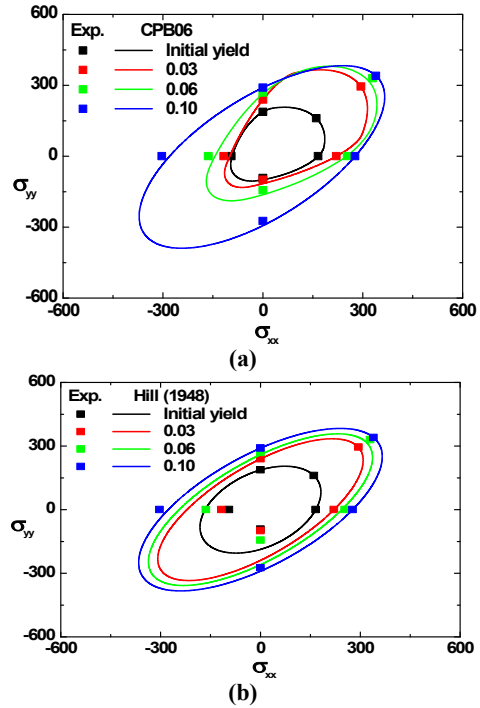 Exp. CPB06
Initial yield
0.03
0.06
0.10
600
300
0
-300
-600
σyy
-600 -300 0 300 600
σxx
(a)
Exp. Hill (1948)
Initial yield
0.03
0.06
0.10
600
300
0
-300
-600
σyy
-600 -300 0 300 600
σxx
(b)